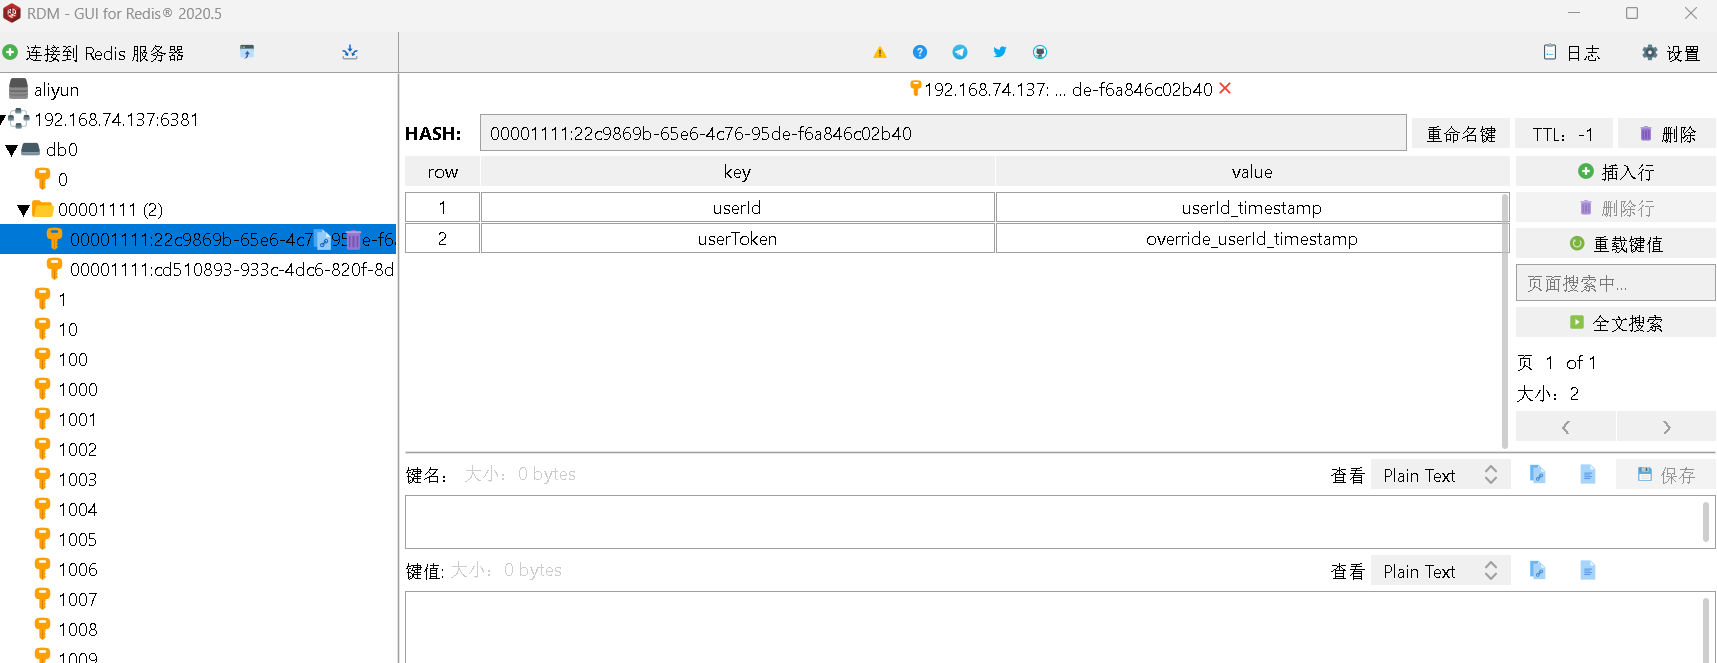 RDM - GUI for Redis® 2020.5
连接到 Redis 服务器
日志
设置
aliyun
192.168.74.137:6381
db0
0
00001111 (2)
00001111:22c9869b-65e6-4c7 95 e-f6
00001111:cd510893-933c-4dc6-820f-8d
1
10
100
1000
1001
1002
1003
1004
1005
1006
1007
1008
1009
192.168.74.137: ... de-f6a846c02b40
HASH:
00001111:22c9869b-65e6-4c76-95de-f6a846c02b40
重命名键
TTL: -1
删除
row key value
1 userId userId_timestamp
2 userToken override_userId_timestamp
插入行
删除行
重载键值
页面搜索中...
全文搜索
页 1 of 1
大小: 2
键名: 大小: 0 bytes
查看 Plain Text
保存
键值: 大小: 0 bytes
查看 Plain Text